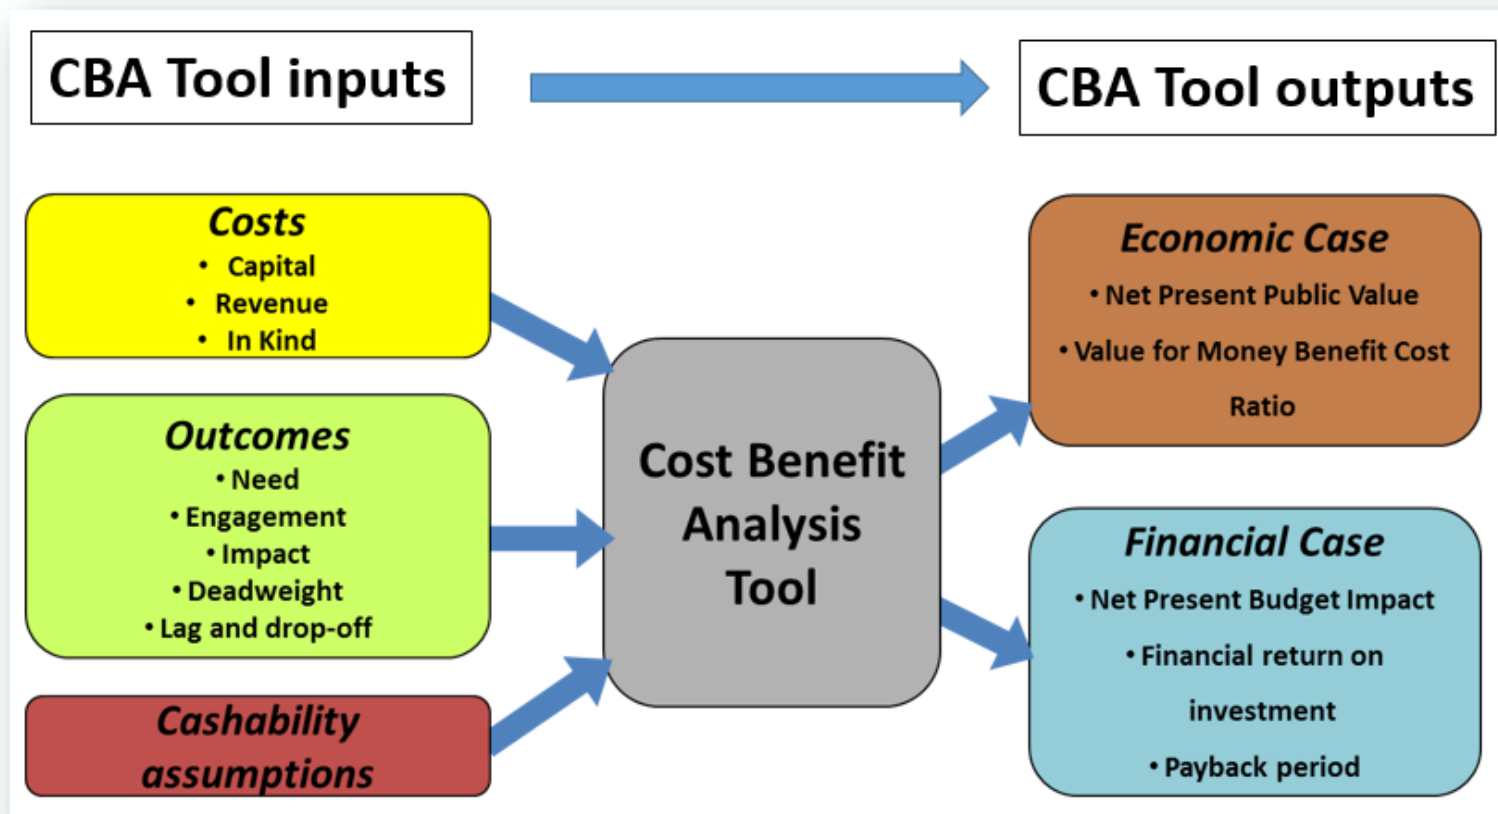 CBA Tool inputs
CBA Tool outputs
Costs
• Capital
• Revenue
• In Kind
Outcomes
• Need
• Engagement
• Impact
• Deadweight
• Lag and drop-off
Cashability
assumptions
Cost Benefit
Analysis
Tool
Economic Case
• Net Present Public Value
• Value for Money Benefit Cost
Ratio
Financial Case
• Net Present Budget Impact
• Financial return on
investment
• Payback period